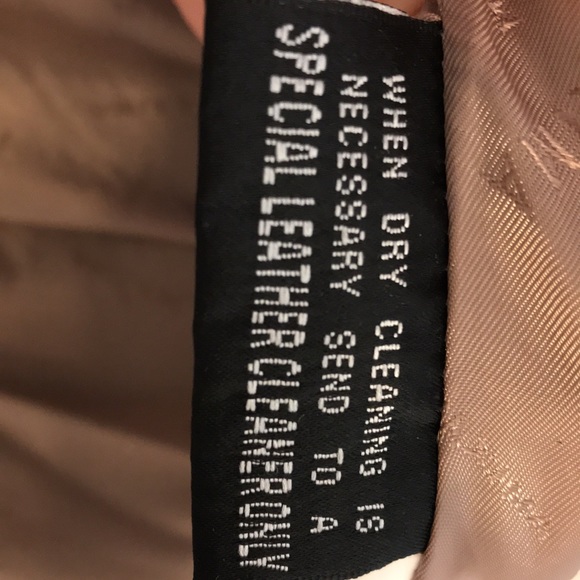 WHEN DRY CLEANING IS
NECESSARY SEND TO A
SPECIAL LEATHER CLEANER ONLY